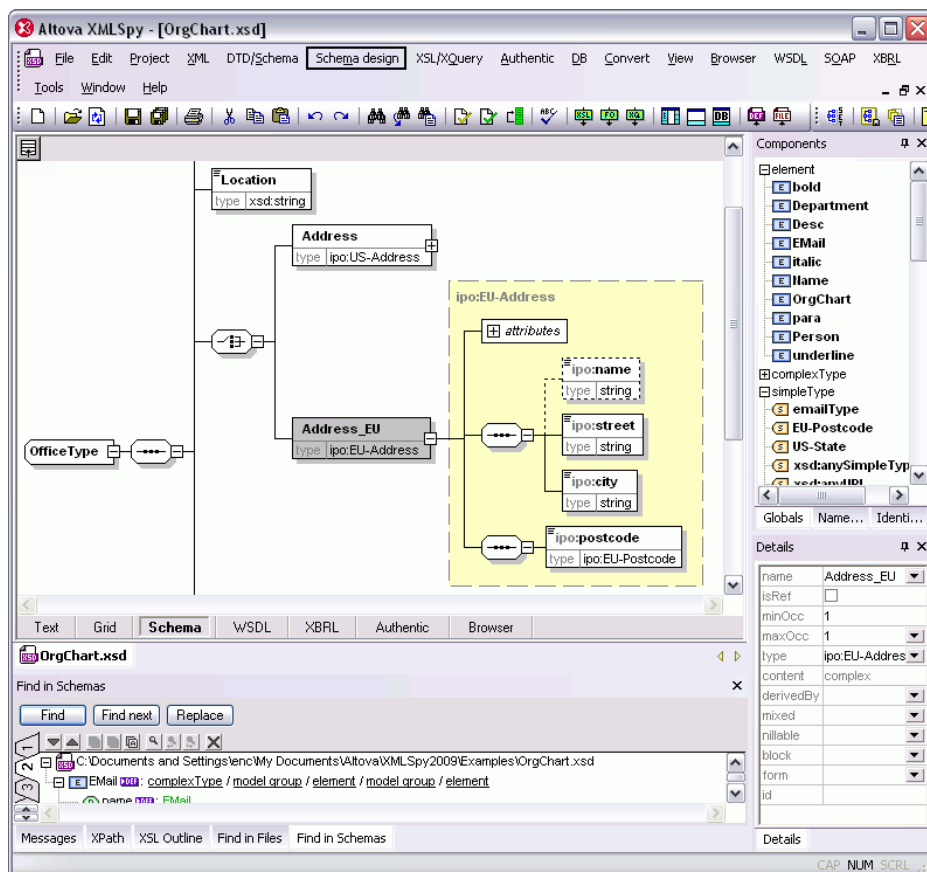 Altova XMLSpy - [OrgChart.xsd]
File Edit Project XML DTD/Schema Schema design XSL/XQuery Authentic DB Convert View Browser WSDL SOAP XBRL
Tools Window Help
Components
element
bold
Department
Desc
EMail
italic
Name
OrgChart
para
Person
underline
complexType
simpleType
emailType
EU-Postcode
US-State
xsd:anySimpleTyp
xsd:anyURI
Globals Name... Identi...
Location
type xsd:string
Address
type ipo:US-Address
ipo:EU-Address
attributes
ipo:name
type string
Address_EU
type ipo:EU-Address
ipo:street
type string
OfficeType
ipo:city
type string
ipo:postcode
type ipo:EU-Postcode
Text Grid Schema WSDL XBRL Authentic Browser
OrgChart.xsd
Details
name Address_EU
isRef
minOcc 1
maxOcc 1
type ipo:EU-Addres
content complex
derivedBy
mixed
nillable
block
form
id
Details
Find in Schemas
Find Find next Replace
1
2
3
C:\Documents and Settings\enc\My Documents\Altova\XMLSpy2009\Examples\OrgChart.xsd
EMail DEF: complexType / model group / element / model group / element
name DEF: EMail
Messages XPath XSL Outline Find in Files Find in Schemas
CAP NUM SCRL